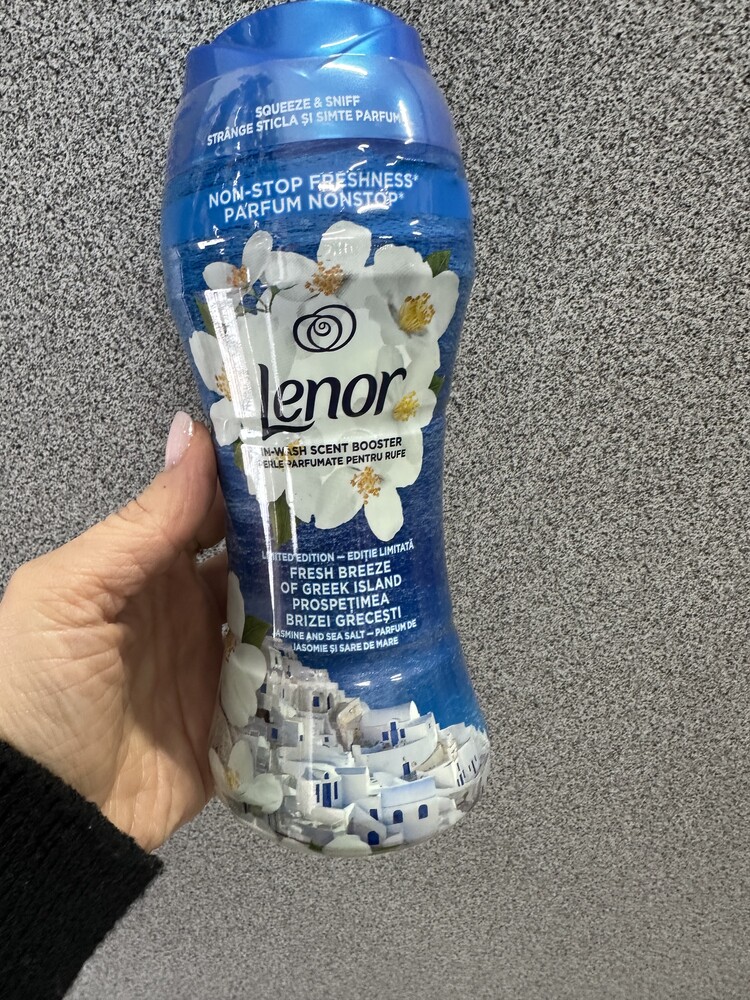 SQUEEZE & SNIFF
STRÂNGE STICLA ȘI SIMTE PARFUM
NON-STOP FRESHNESS*
PARFUM NONSTOP*
Lenor
IN-WASH SCENT BOOSTER
PERLE PARFUMATE PENTRU RUFE
LIMITED EDITION – EDIȚIE LIMITATĂ
FRESH BREEZE
OF GREEK ISLAND
PROSPEȚIMEA
BRIZEI GRECEȘTI
JASMINE AND SEA SALT – PARFUM DE
IASOMIE ȘI SARE DE MARE